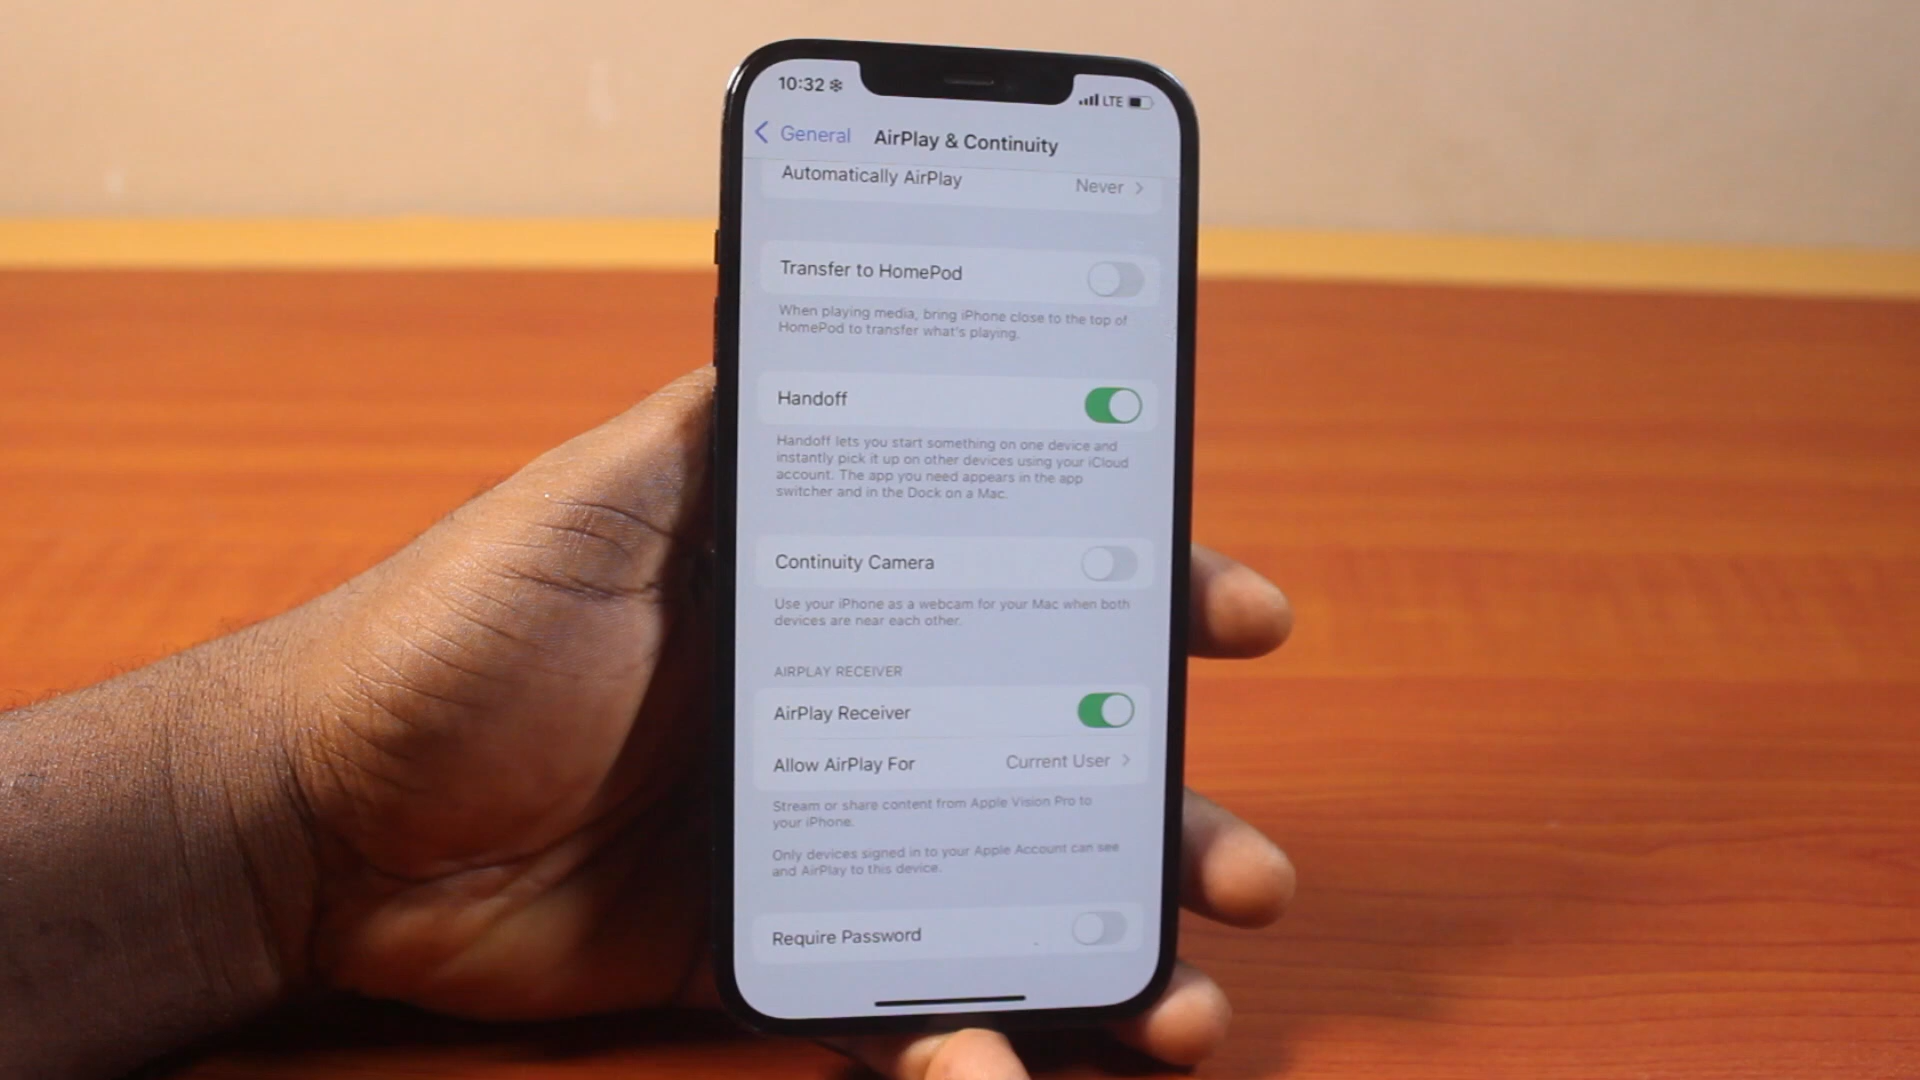 10:32
LTE
General
AirPlay & Continuity
Automatically AirPlay
Never
Transfer to HomePod
When playing media, bring iPhone close to the top of
HomePod to transfer what's playing.
Handoff
Handoff lets you start something on one device and
instantly pick it up on other devices using your iCloud
account. The app you need appears in the app
switcher and in the Dock on a Mac.
Continuity Camera
Use your iPhone as a webcam for your Mac when both
devices are near each other.
AIRPLAY RECEIVER
AirPlay Receiver
Allow AirPlay For
Current User
Stream or share content from Apple Vision Pro to
your iPhone.
Only devices signed in to your Apple Account can see
and AirPlay to this device.
Require Password